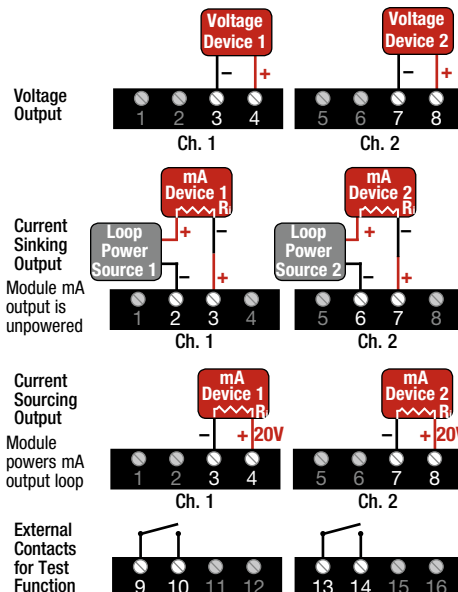 Voltage
Device 1
Voltage
Device 2
Voltage
Output
– +
– +
1 2 3 4
5 6 7 8
Ch. 1
Ch. 2
mA
Device 1
Ri
mA
Device 2
Ri
Current
Sinking
Output
Module mA
output is
unpowered
Loop
Power
Source 1
+
–
–
+
Loop
Power
Source 2
+
–
–
+
1 2 3 4
5 6 7 8
Ch. 1
Ch. 2
Current
Sourcing
Output
Module
powers mA
output loop
mA
Device 1
Ri
mA
Device 2
Ri
– + 20V
– + 20V
1 2 3 4
5 6 7 8
Ch. 1
Ch. 2
External
Contacts
for Test
Function
9 10 11 12
13 14 15 16